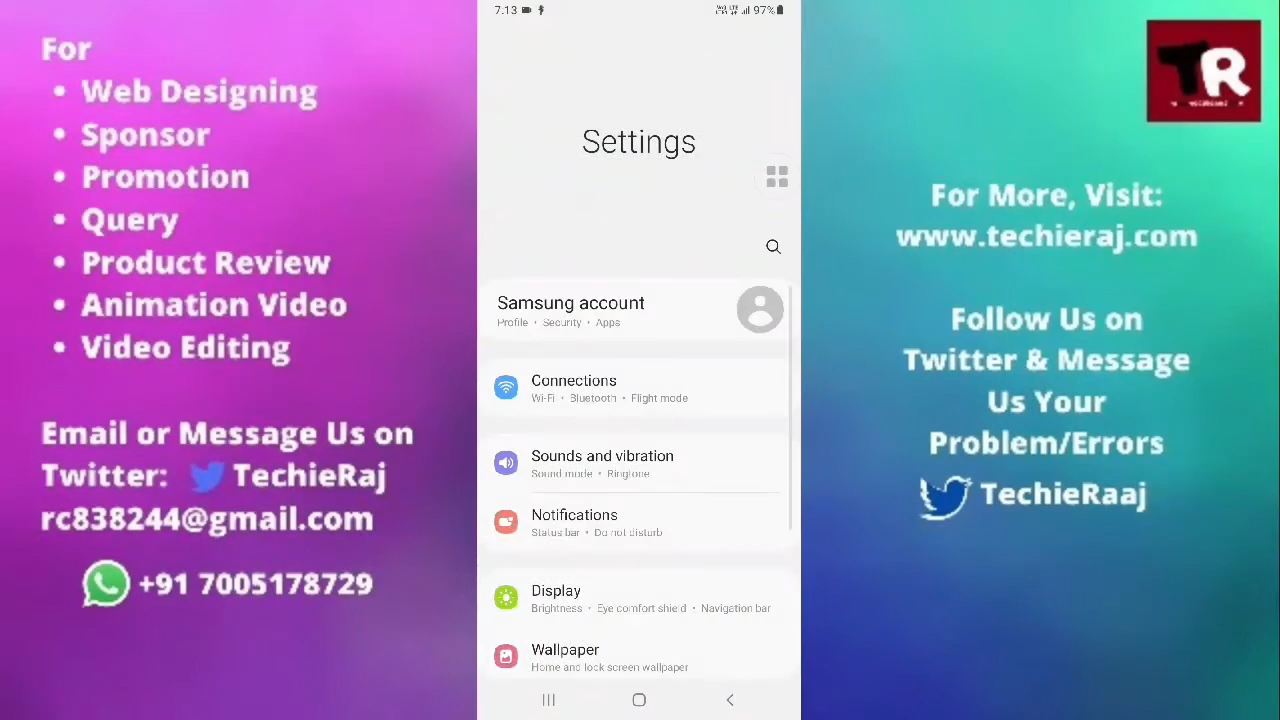 For
• Web Designing
• Sponsor
• Promotion
• Query
• Product Review
• Animation Video
• Video Editing
Email or Message Us on
Twitter: TechieRaj
rc838244@gmail.com
+91 7005178729
7:13
97%
Settings
Samsung account
Profile • Security • Apps
Connections
Wi-Fi • Bluetooth • Flight mode
Sounds and vibration
Sound mode • Ringtone
Notifications
Status bar • Do not disturb
Display
Brightness • Eye comfort shield • Navigation bar
Wallpaper
Home and lock screen wallpaper
TR
For More, Visit:
www.techieraj.com
Follow Us on
Twitter & Message
Us Your
Problem/Errors
TechieRaaj